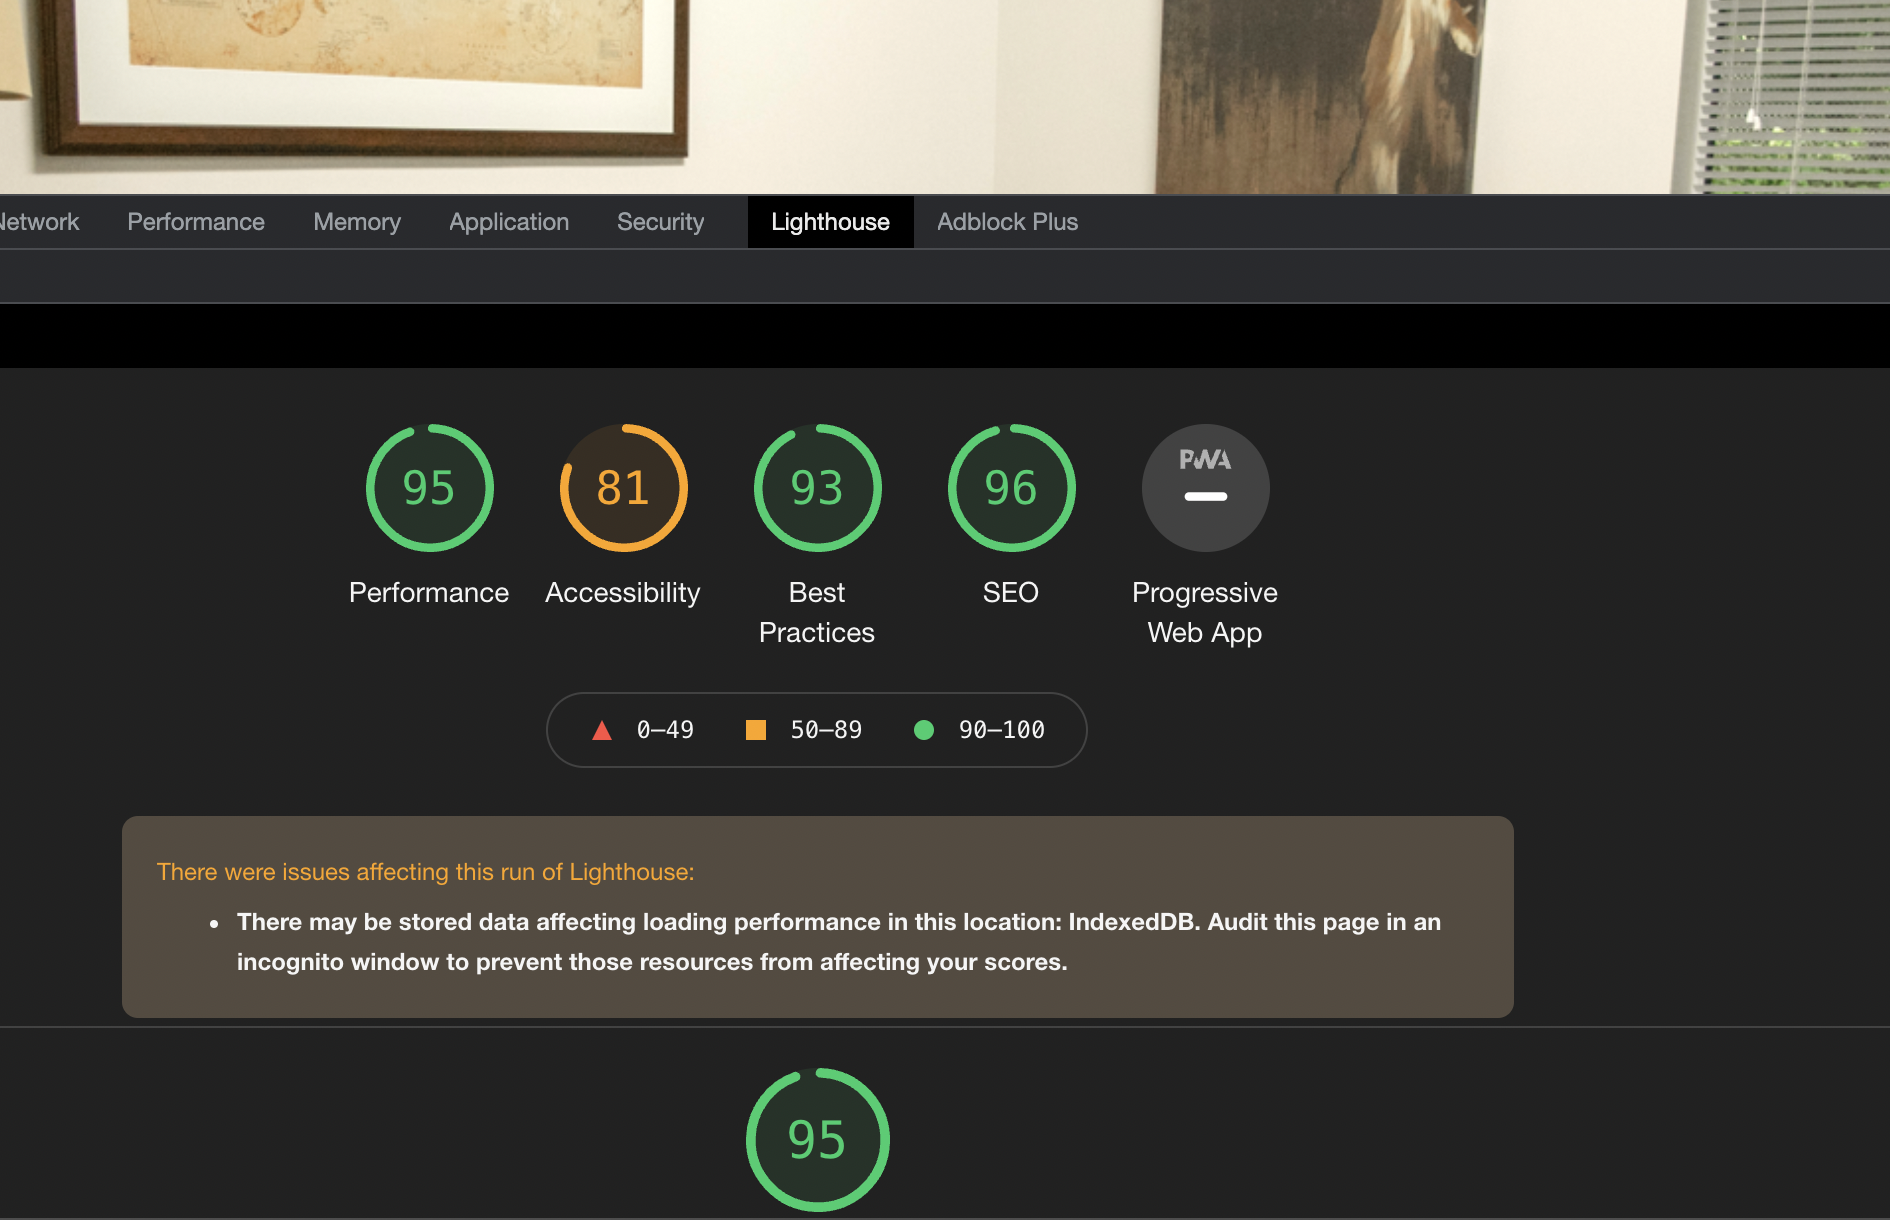 Network Performance Memory Application Security Lighthouse Adblock Plus
95 81 93 96 PWA
Performance Accessibility Best Practices SEO Progressive Web App
0–49 50–89 90–100
There were issues affecting this run of Lighthouse:
• There may be stored data affecting loading performance in this location: IndexedDB. Audit this page in an
incognito window to prevent those resources from affecting your scores.
95